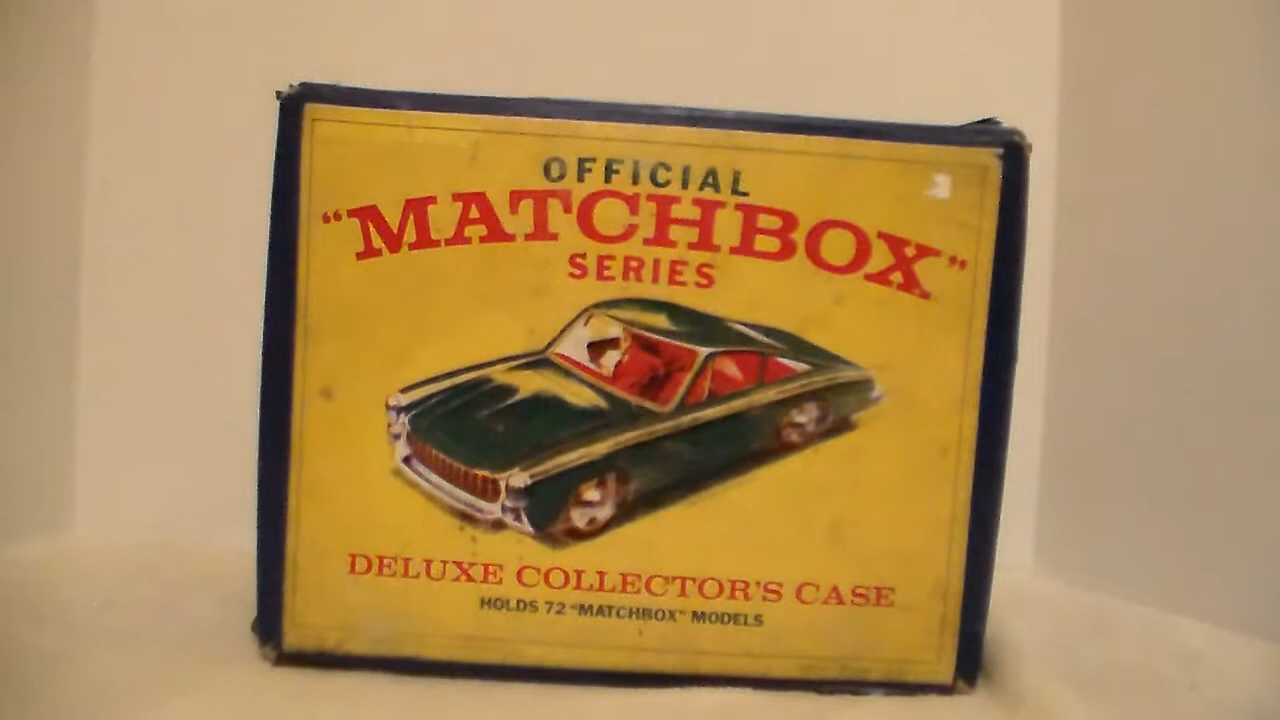 OFFICIAL
"MATCHBOX"
SERIES
DELUXE COLLECTOR'S CASE
HOLDS 72 "MATCHBOX" MODELS